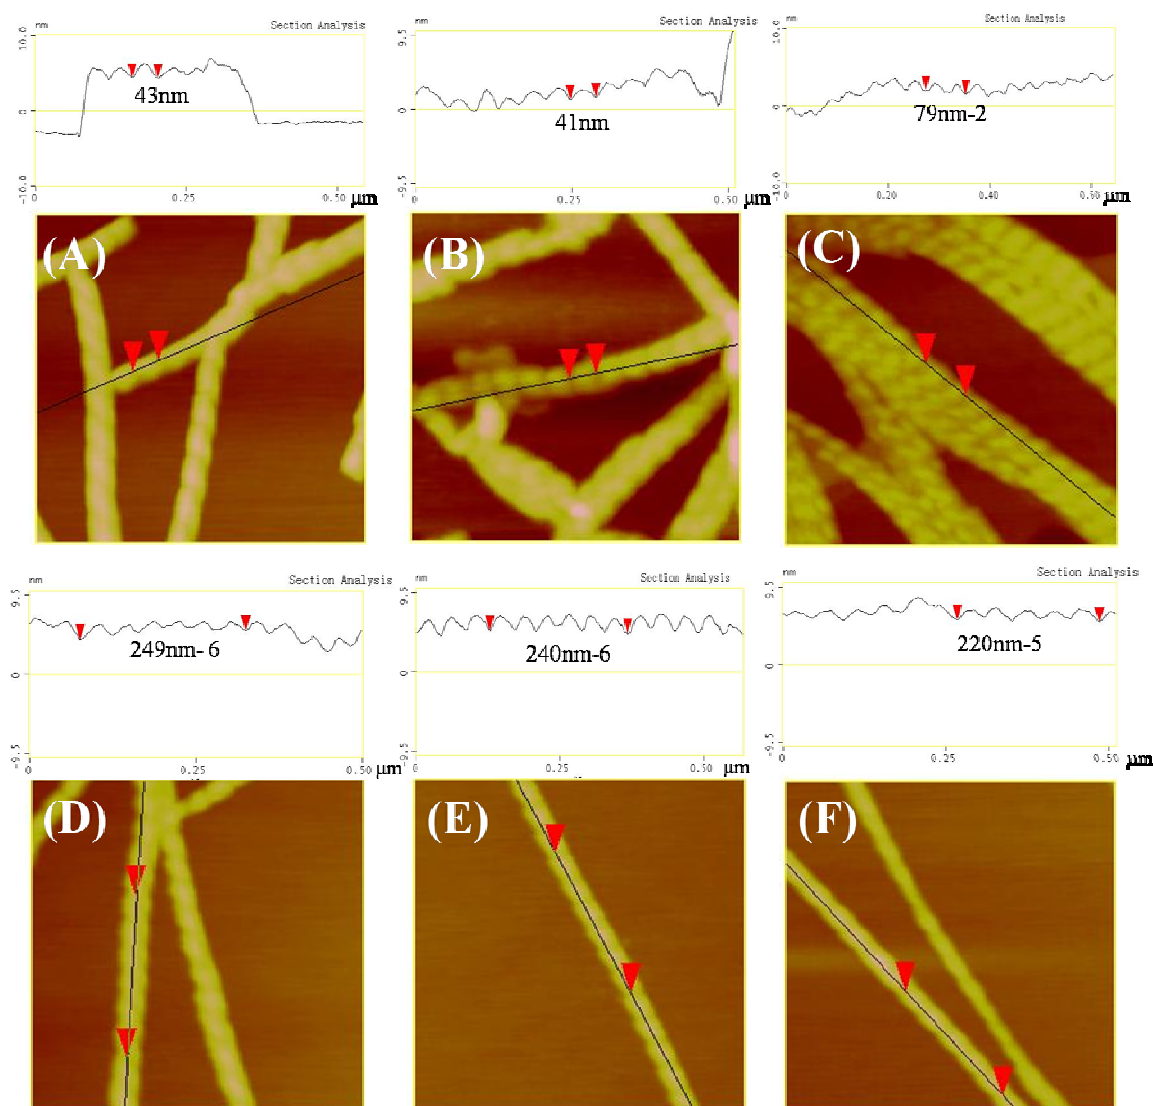 nm Section Analysis
10.0
0
-10.0
43nm
0 0.25 0.50 μm
nm Section Analysis
9.5
0
-9.5
41nm
0 0.25 0.50 μm
nm Section Analysis
10.0
0
-10.0
79nm-2
0 0.20 0.40 0.60 μm
(A)
(B)
(C)
nm Section Analysis
9.5
0
-9.5
249nm- 6
0 0.25 0.50 μm
nm Section Analysis
9.5
0
-9.5
240nm-6
0 0.25 0.50 μm
nm Section Analysis
9.5
0
-9.5
220nm-5
0 0.25 0.50 μm
(D)
(E)
(F)